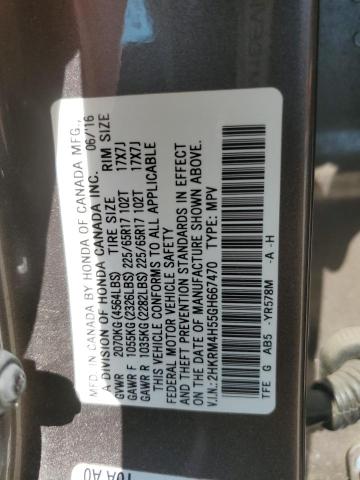 MFD. IN CANADA BY HONDA OF CANADA MFG.,
A DIVISION OF HONDA CANADA INC. 06/16
GVWR 2070KG(4564LBS) TIRE SIZE RIM SIZE
GAWR F 1055KG(2326LBS)225/65R17 102T 17X7J
GAWR R 1035KG(2282LBS)225/65R17 102T 17X7J
THIS VEHICLE CONFORMS TO ALL APPLICABLE
FEDERAL MOTOR VEHICLE SAFETY
AND THEFT PREVENTION STANDARDS IN EFFECT
ON THE DATE OF MANUFACTURE SHOWN ABOVE.
V.I.N.:2HKRM4H55GH667470 TYPE: MPV
TFE G AB5 -YR578M -A -H